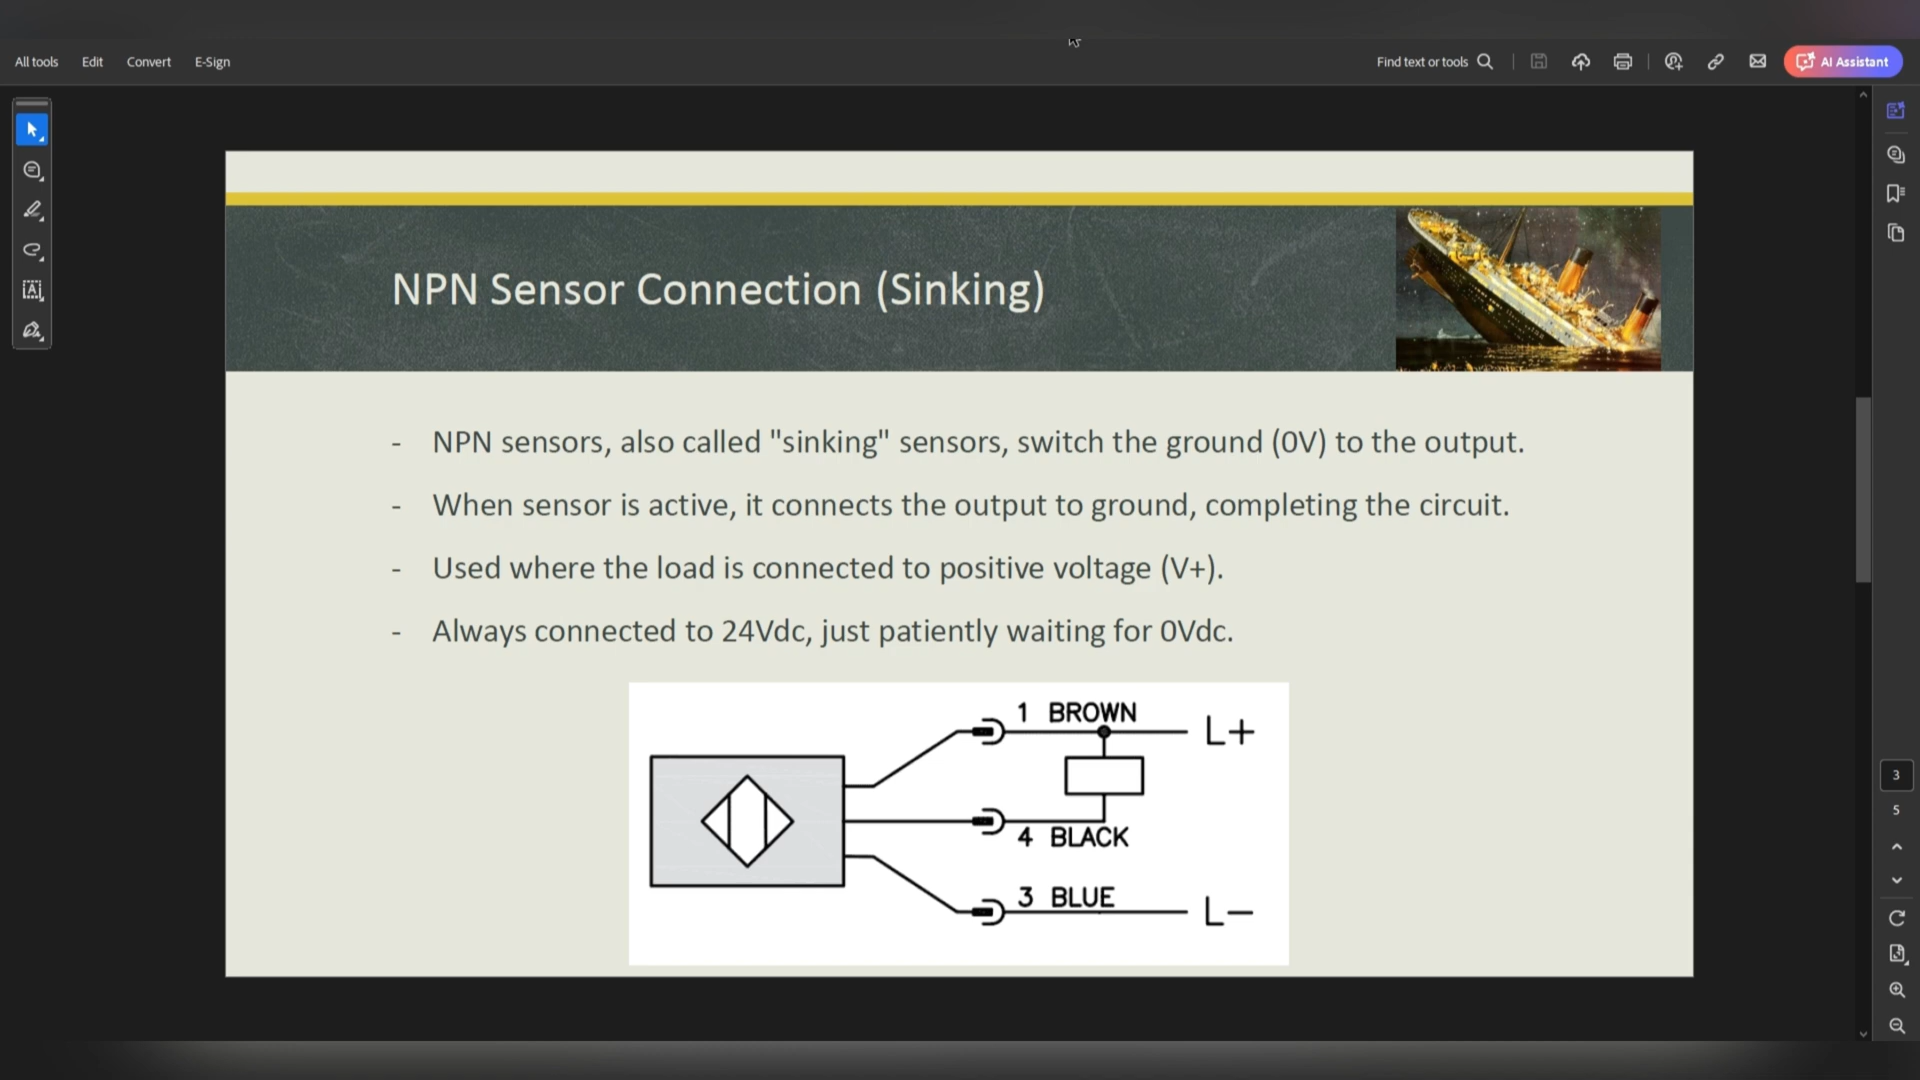 All tools Edit Convert E-Sign Find text or tools AI Assistant
NPN Sensor Connection (Sinking)
- NPN sensors, also called "sinking" sensors, switch the ground (0V) to the output.
- When sensor is active, it connects the output to ground, completing the circuit.
- Used where the load is connected to positive voltage (V+).
- Always connected to 24Vdc, just patiently waiting for 0Vdc.
1 BROWN
L+
4 BLACK
3 BLUE
L−
3
5